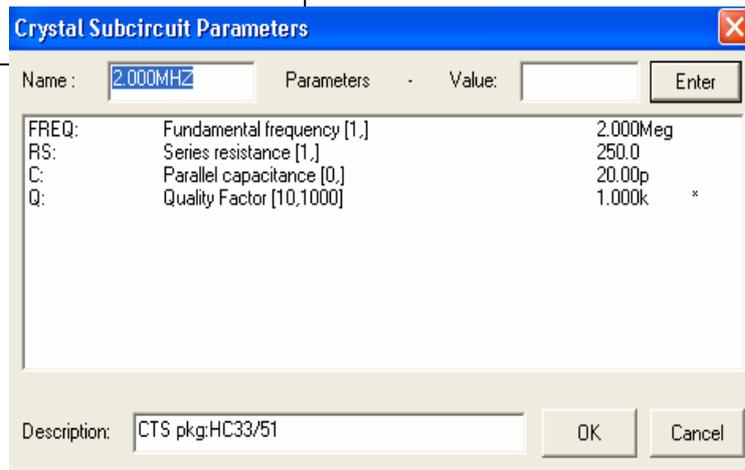 Crystal Subcircuit Parameters
Name : 2.000MHZ Parameters - Value: Enter
FREQ: Fundamental frequency [1,] 2.000Meg
RS: Series resistance [1,] 250.0
C: Parallel capacitance [0,] 20.00p
Q: Quality Factor [10,1000] 1.000k *
Description: CTS pkg:HC33/51 OK Cancel